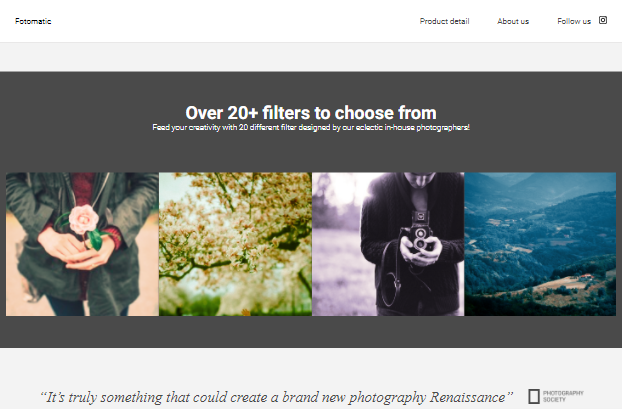 Fotomatic
Product detail
About us
Follow us
Over 20+ filters to choose from
Feed your creativity with 20 different filter designed by our eclectic in-house photographers!
“It’s truly something that could create a brand new photography Renaissance”
PHOTOGRAPHY
SOCIETY